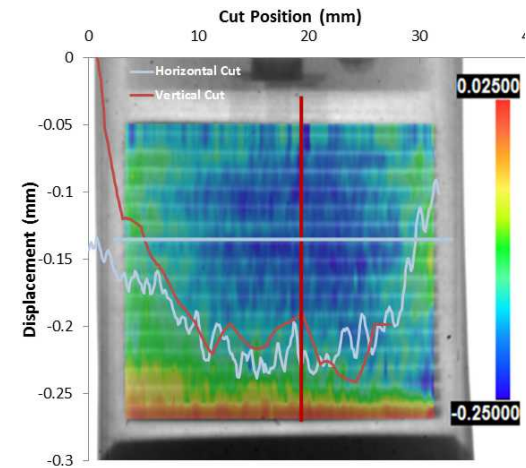 Cut Position (mm)
0 10 20 30 4
0
Horizontal Cut
Vertical Cut
0.02500
-0.05
-0.1
-0.15
-0.2
-0.25
-0.3
Displacement (mm)
-0.25000